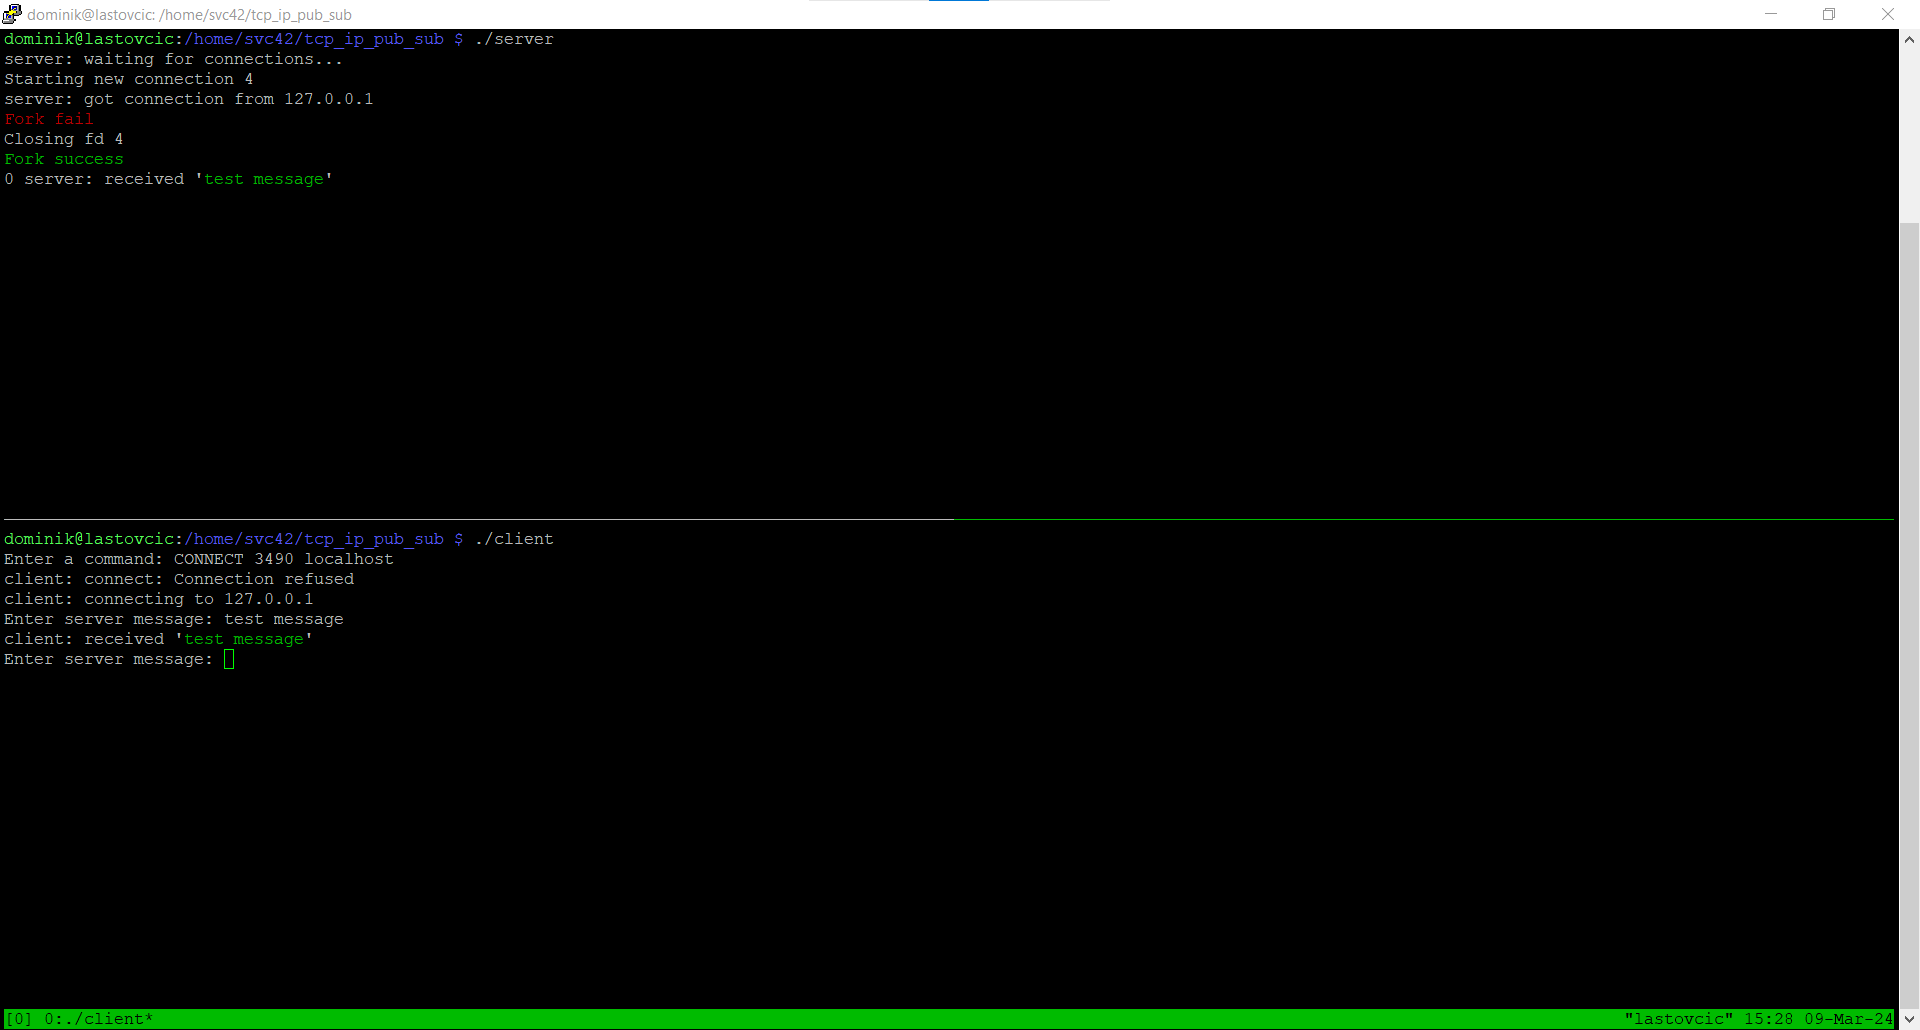 dominik@lastovcic: /home/svc42/tcp_ip_pub_sub
dominik@lastovcic:/home/svc42/tcp_ip_pub_sub $ ./server
server: waiting for connections...
Starting new connection 4
server: got connection from 127.0.0.1
Fork fail
Closing fd 4
Fork success
0 server: received 'test message'
dominik@lastovcic:/home/svc42/tcp_ip_pub_sub $ ./client
Enter a command: CONNECT 3490 localhost
client: connect: Connection refused
client: connecting to 127.0.0.1
Enter server message: test message
client: received 'test message'
Enter server message:
[0] 0:./client* "lastovcic" 15:28 09-Mar-24